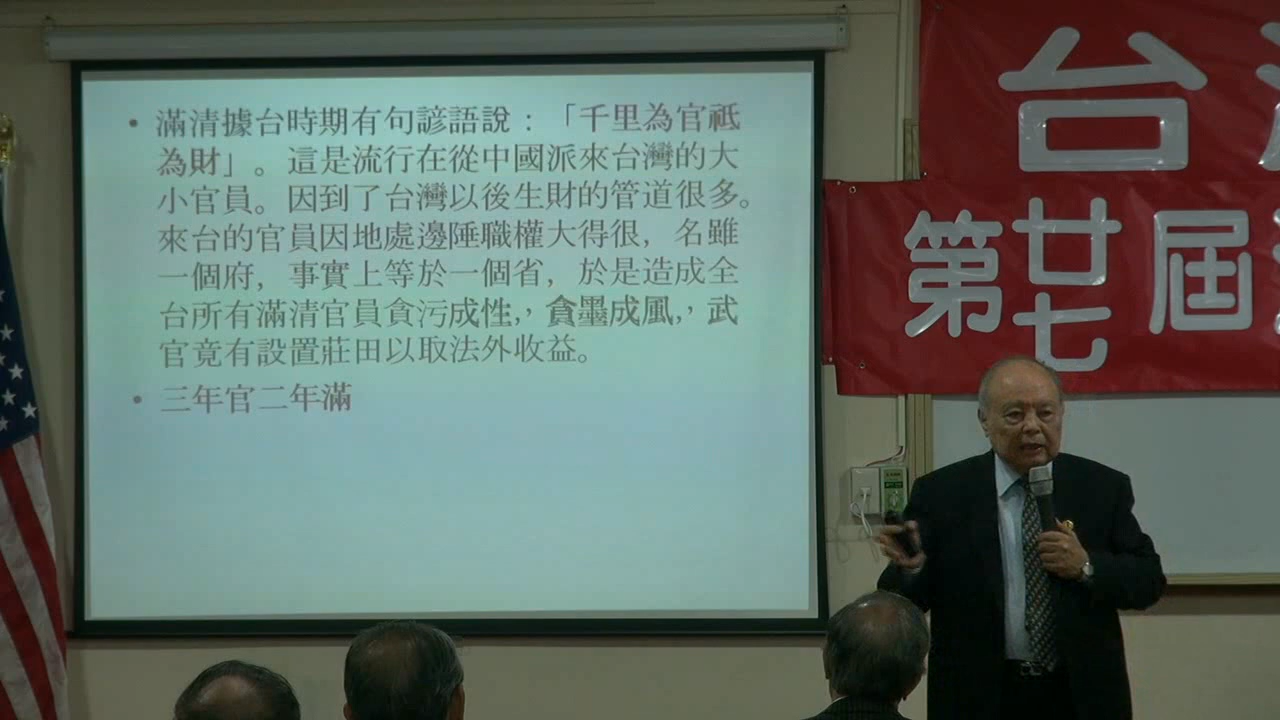 • 滿清據台時期有句諺語說：「千里為官祇
為財」。這是流行在從中國派來台灣的大
小官員。因到了台灣以後生財的管道很多。
來台的官員因地處邊陲職權大得很，名雖
一個府，事實上等於一個省，於是造成全
台所有滿清官員貪污成性,，貪墨成風,，武
官竟有設置莊田以取法外收益。
• 三年官二年滿
台
第廿七屆